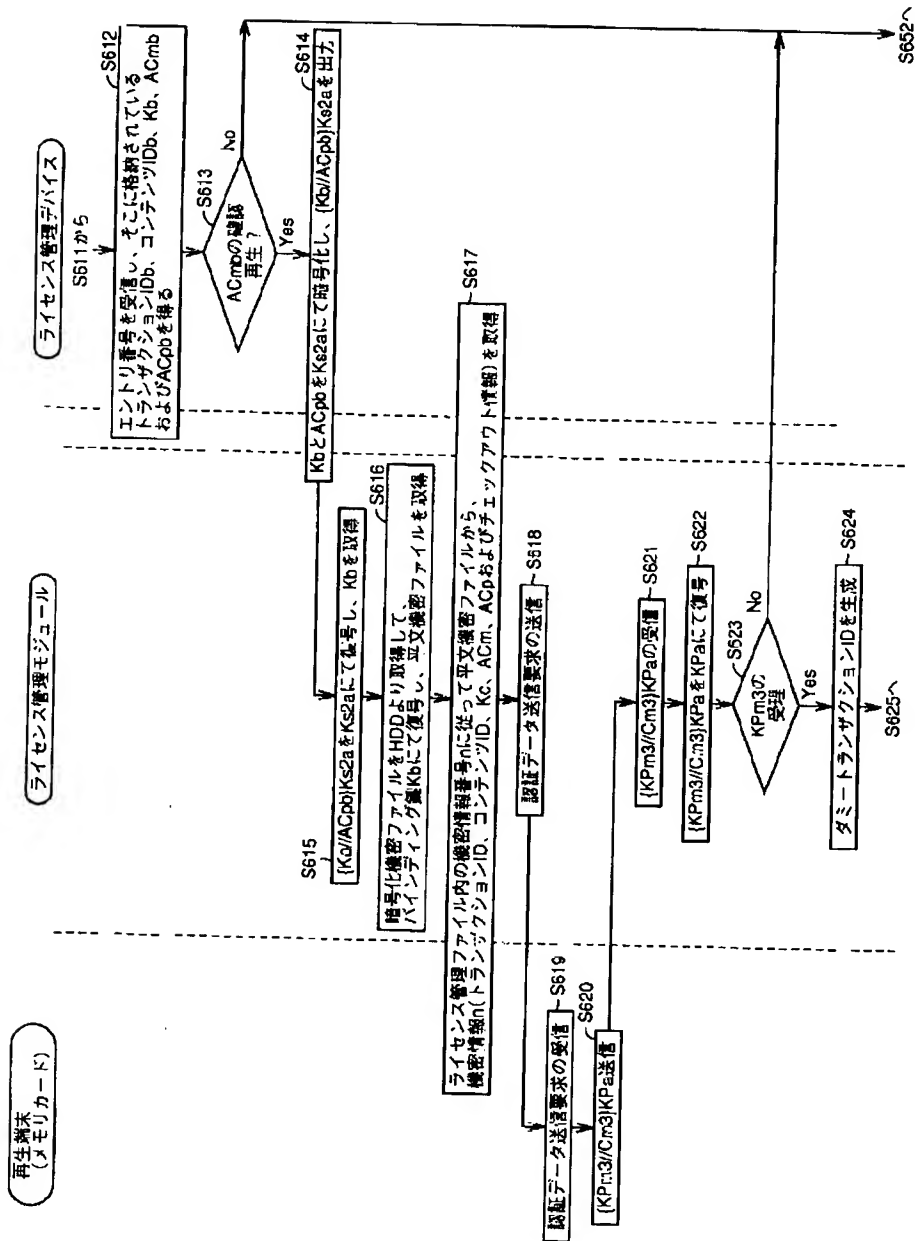 再生端末
(メモリカード)
ライセンス管理モジュール
ライセンス管理デバイス
S611から
S612
エントリ番号を受信し、そこに格納されている
トランザクションIDb、コンテンツIDb、Kb、ACmb
およびACpbを得る
S613
ACmbの確認
再生?
No
Yes
S614
KbとACpbをKs2aにて暗号化し、{Kb//ACpb}Ks2aを出力
S615
{Kb//ACpb}Ks2aをKs2aにて復号し、Kbを取得
S616
暗号化機密ファイルをHDDより取得して、
バインディング鍵Kbにて復号し、平文機密ファイルを取得
S617
ライセンス管理ファイル内の機密情報番号nに従って平文機密ファイルから、
機密情報n(トランザクションID、コンテンツID、Kc、ACm、ACpおよびチェックアウト情報)を取得
S618
認証データ送信要求の送信
S619
認証データ送信要求の受信
S620
{KPm3//Cm3}KPa送信
S621
{KPm3//Cm3}KPaの受信
S622
{KPm3//Cm3}KPaをKPaにて復号
S623
KPm3の
受理
No
Yes
S624
ダミートランザクションIDを生成
S625へ
S652へ